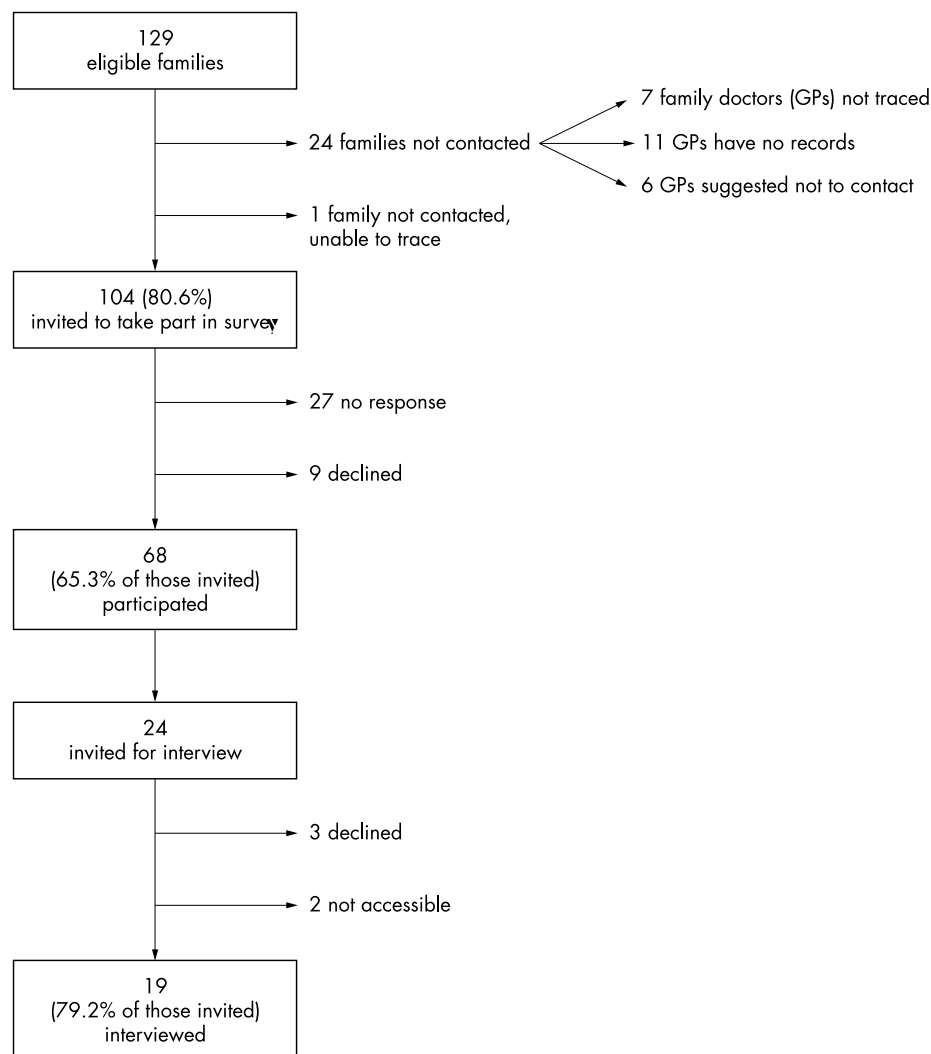 129
eligible families
24 families not contacted
7 family doctors (GPs) not traced
11 GPs have no records
6 GPs suggested not to contact
1 family not contacted,
unable to trace
104 (80.6%)
invited to take part in survey
27 no response
9 declined
68
(65.3% of those invited)
participated
24
invited for interview
3 declined
2 not accessible
19
(79.2% of those invited)
interviewed